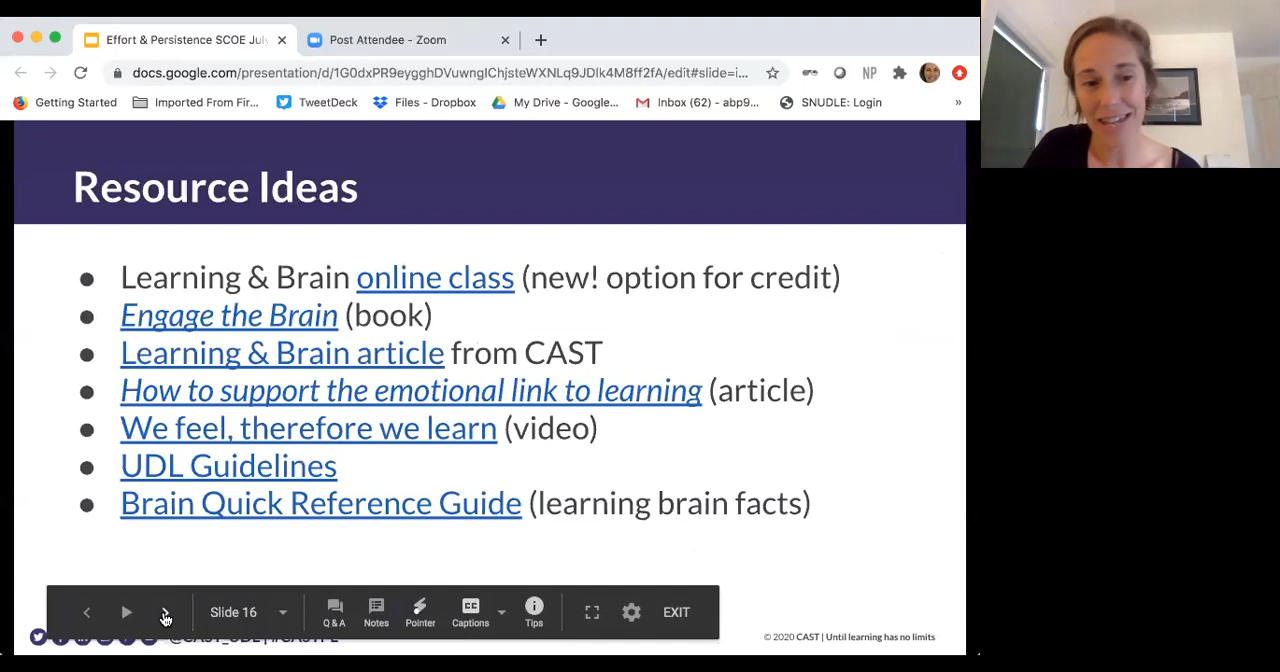 Effort & Persistence SCOE July
Post Attendee - Zoom
docs.google.com/presentation/d/1G0dxPR9eygghDVuwngIChjsteWXNLq9JDlk4M8ff2fA/edit#slide=i...
NP
Getting Started
Imported From Fir...
TweetDeck
Files - Dropbox
My Drive - Google...
Inbox (62) - abp9...
SNUDLE: Login
»
Resource Ideas
● Learning & Brain online class (new! option for credit)
● Engage the Brain (book)
● Learning & Brain article from CAST
● How to support the emotional link to learning (article)
● We feel, therefore we learn (video)
● UDL Guidelines
● Brain Quick Reference Guide (learning brain facts)
Slide 16
Q & A
Notes
Pointer
CC
Captions
Tips
EXIT
© 2020 CAST | Until learning has no limits